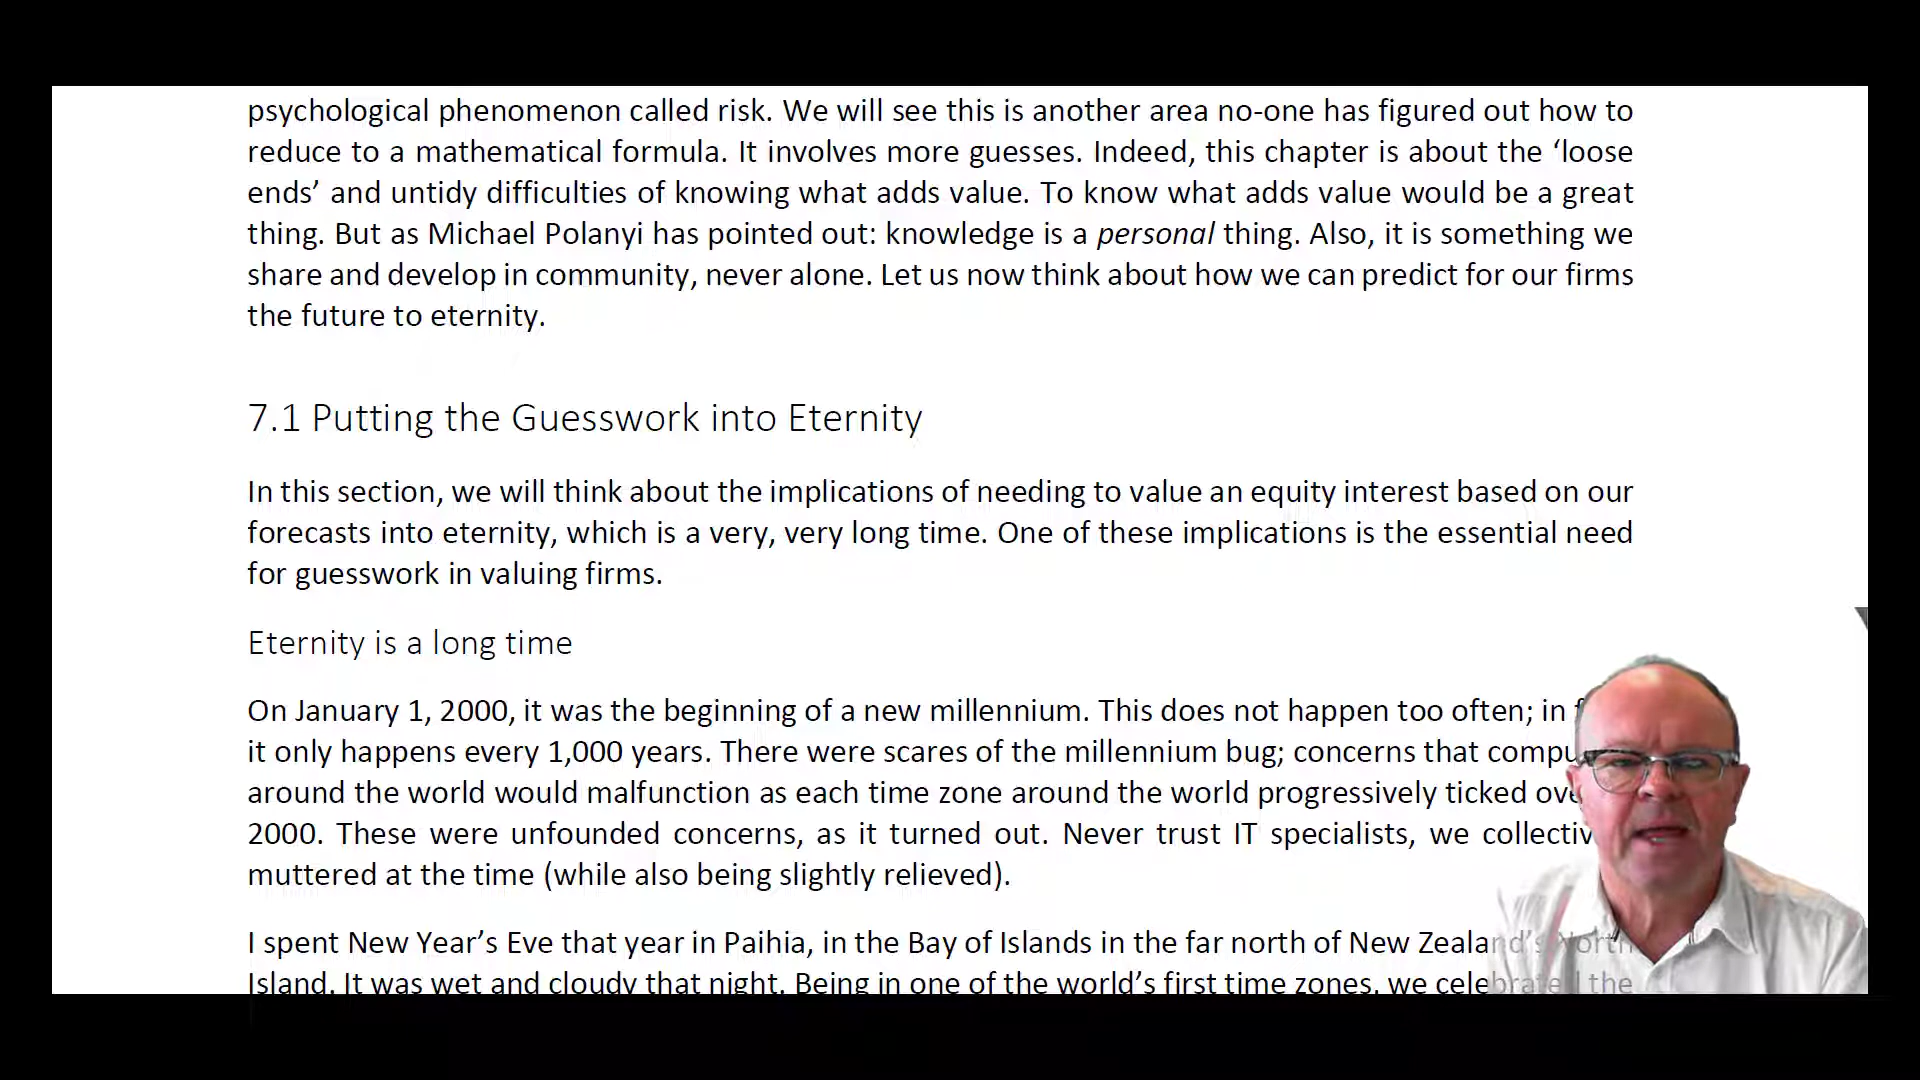 psychological phenomenon called risk. We will see this is another area no-one has figured out how to
reduce to a mathematical formula. It involves more guesses. Indeed, this chapter is about the ‘loose
ends’ and untidy difficulties of knowing what adds value. To know what adds value would be a great
thing. But as Michael Polanyi has pointed out: knowledge is a personal thing. Also, it is something we
share and develop in community, never alone. Let us now think about how we can predict for our firms
the future to eternity.
7.1 Putting the Guesswork into Eternity
In this section, we will think about the implications of needing to value an equity interest based on our
forecasts into eternity, which is a very, very long time. One of these implications is the essential need
for guesswork in valuing firms.
Eternity is a long time
On January 1, 2000, it was the beginning of a new millennium. This does not happen too often; in
it only happens every 1,000 years. There were scares of the millennium bug; concerns that
around the world would malfunction as each time zone around the world progressively ticked
2000. These were unfounded concerns, as it turned out. Never trust IT specialists, we
muttered at the time (while also being slightly relieved).
I spent New Year’s Eve that year in Paihia, in the Bay of Islands in the far north of New Zealand’s North
Island. It was wet and cloudy that night. Being in one of the world’s first time zones, we celebrated the